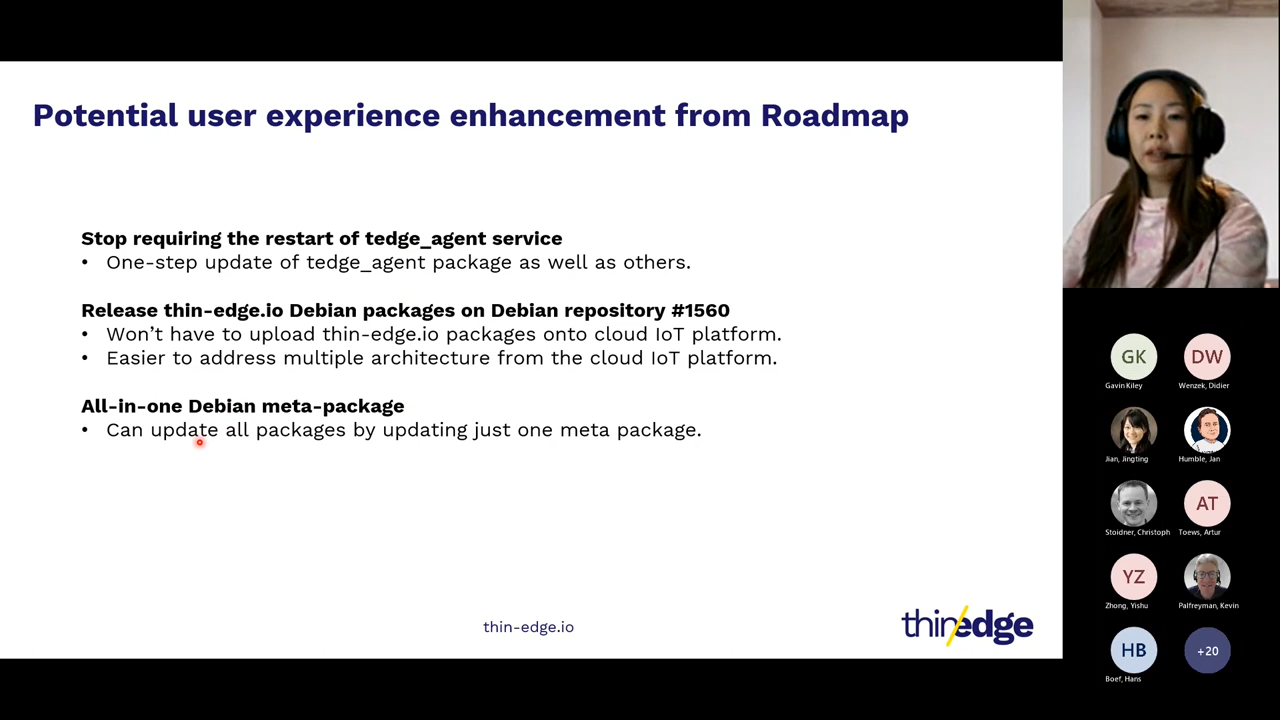 Potential user experience enhancement from Roadmap
Stop requiring the restart of tedge_agent service
• One-step update of tedge_agent package as well as others.
Release thin-edge.io Debian packages on Debian repository #1560
• Won’t have to upload thin-edge.io packages onto cloud IoT platform.
• Easier to address multiple architecture from the cloud IoT platform.
All-in-one Debian meta-package
• Can update all packages by updating just one meta package.
thin-edge.io
thin/edge
GK
DW
Gavin Kiley
Wenzek, Didier
Jian, Jingting
Humble, Jan
AT
Stoidner, Christoph
Toews, Artur
YZ
Zhong, Yishu
Palfreyman, Kevin
HB
+20
Boef, Hans